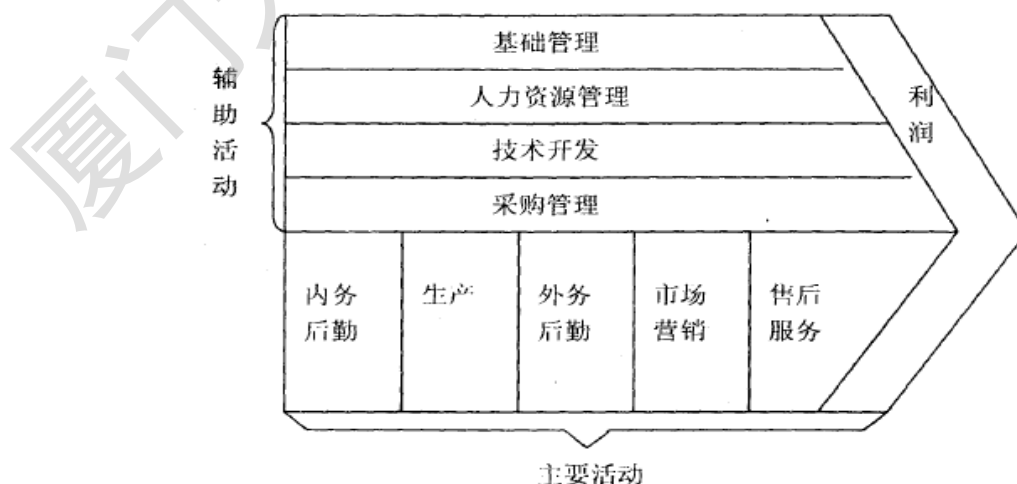 基础管理
人力资源管理
技术开发
采购管理
辅
助
活
动
利
润
内务
后勤
生产
外务
后勤
市场
营销
售后
服务
主要活动
厦门